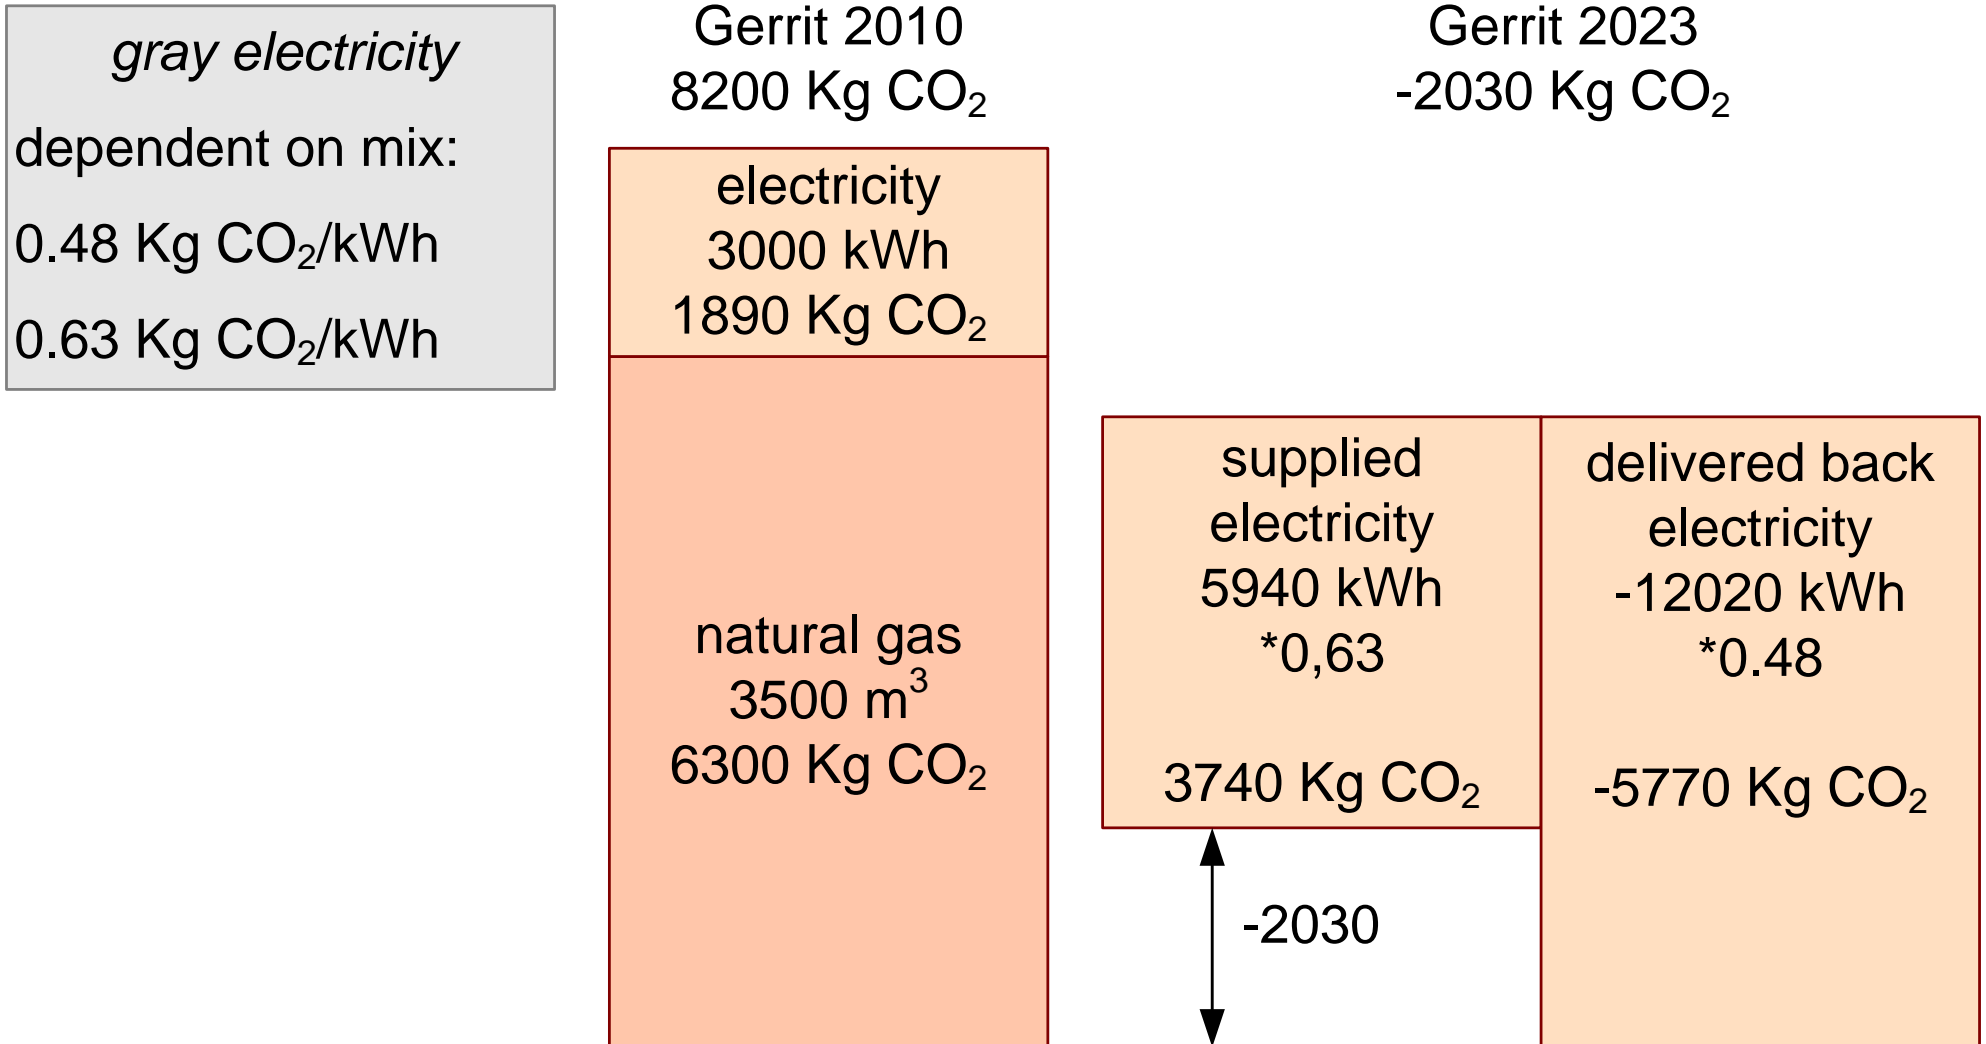 gray electricity
dependent on mix:
0.48 Kg CO₂/kWh
0.63 Kg CO₂/kWh
Gerrit 2010
8200 Kg CO₂
electricity
3000 kWh
1890 Kg CO₂
natural gas
3500 m³
6300 Kg CO₂
Gerrit 2023
-2030 Kg CO₂
supplied
electricity
5940 kWh
*0,63
3740 Kg CO₂
-2030
delivered back
electricity
-12020 kWh
*0.48
-5770 Kg CO₂